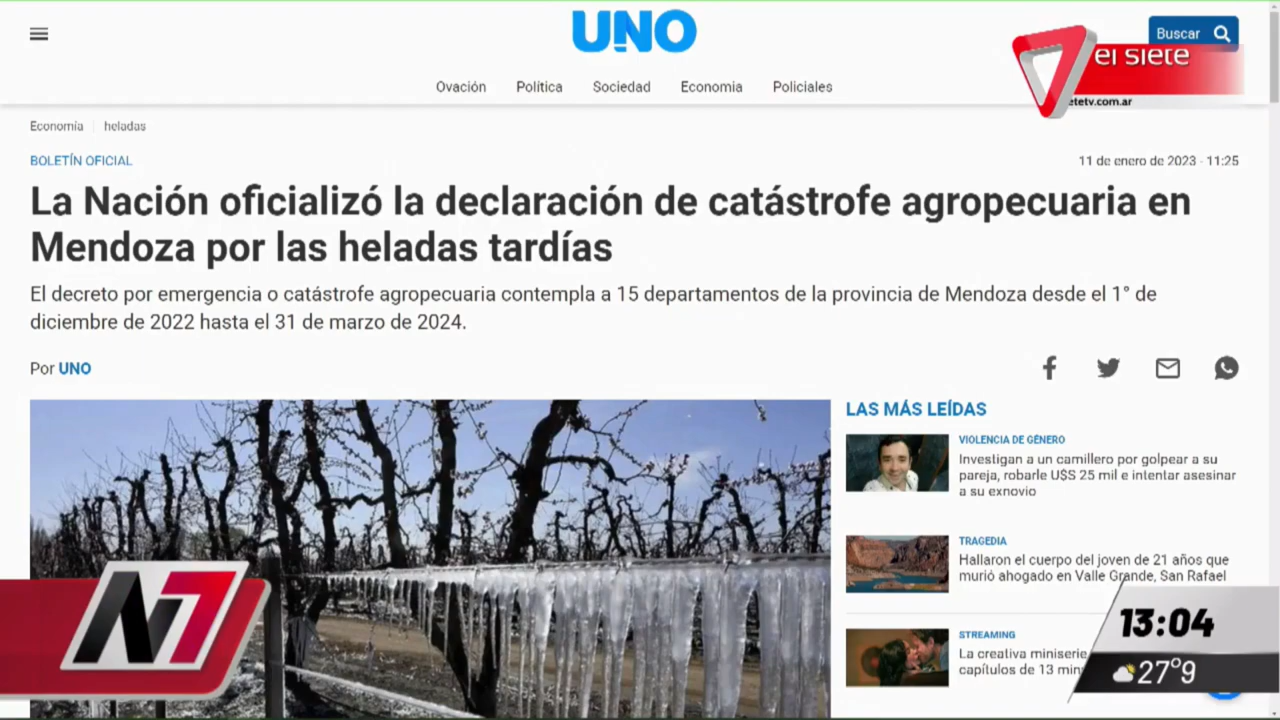 UNO
Buscar
el siete
etetv.com.ar
Ovación Política Sociedad Economia Policiales
Economía heladas
BOLETÍN OFICIAL
11 de enero de 2023 - 11:25
La Nación oficializó la declaración de catástrofe agropecuaria en
Mendoza por las heladas tardías
El decreto por emergencia o catástrofe agropecuaria contempla a 15 departamentos de la provincia de Mendoza desde el 1° de
diciembre de 2022 hasta el 31 de marzo de 2024.
Por UNO
LAS MÁS LEÍDAS
VIOLENCIA DE GÉNERO
Investigan a un camillero por golpear a su
pareja, robarle U$S 25 mil e intentar asesinar
a su exnovio
TRAGEDIA
Hallaron el cuerpo del joven de 21 años que
murió ahogado en Valle Grande, San Rafael
STREAMING
La creativa miniserie
capítulos de 13 min
N7
13:04
27°9